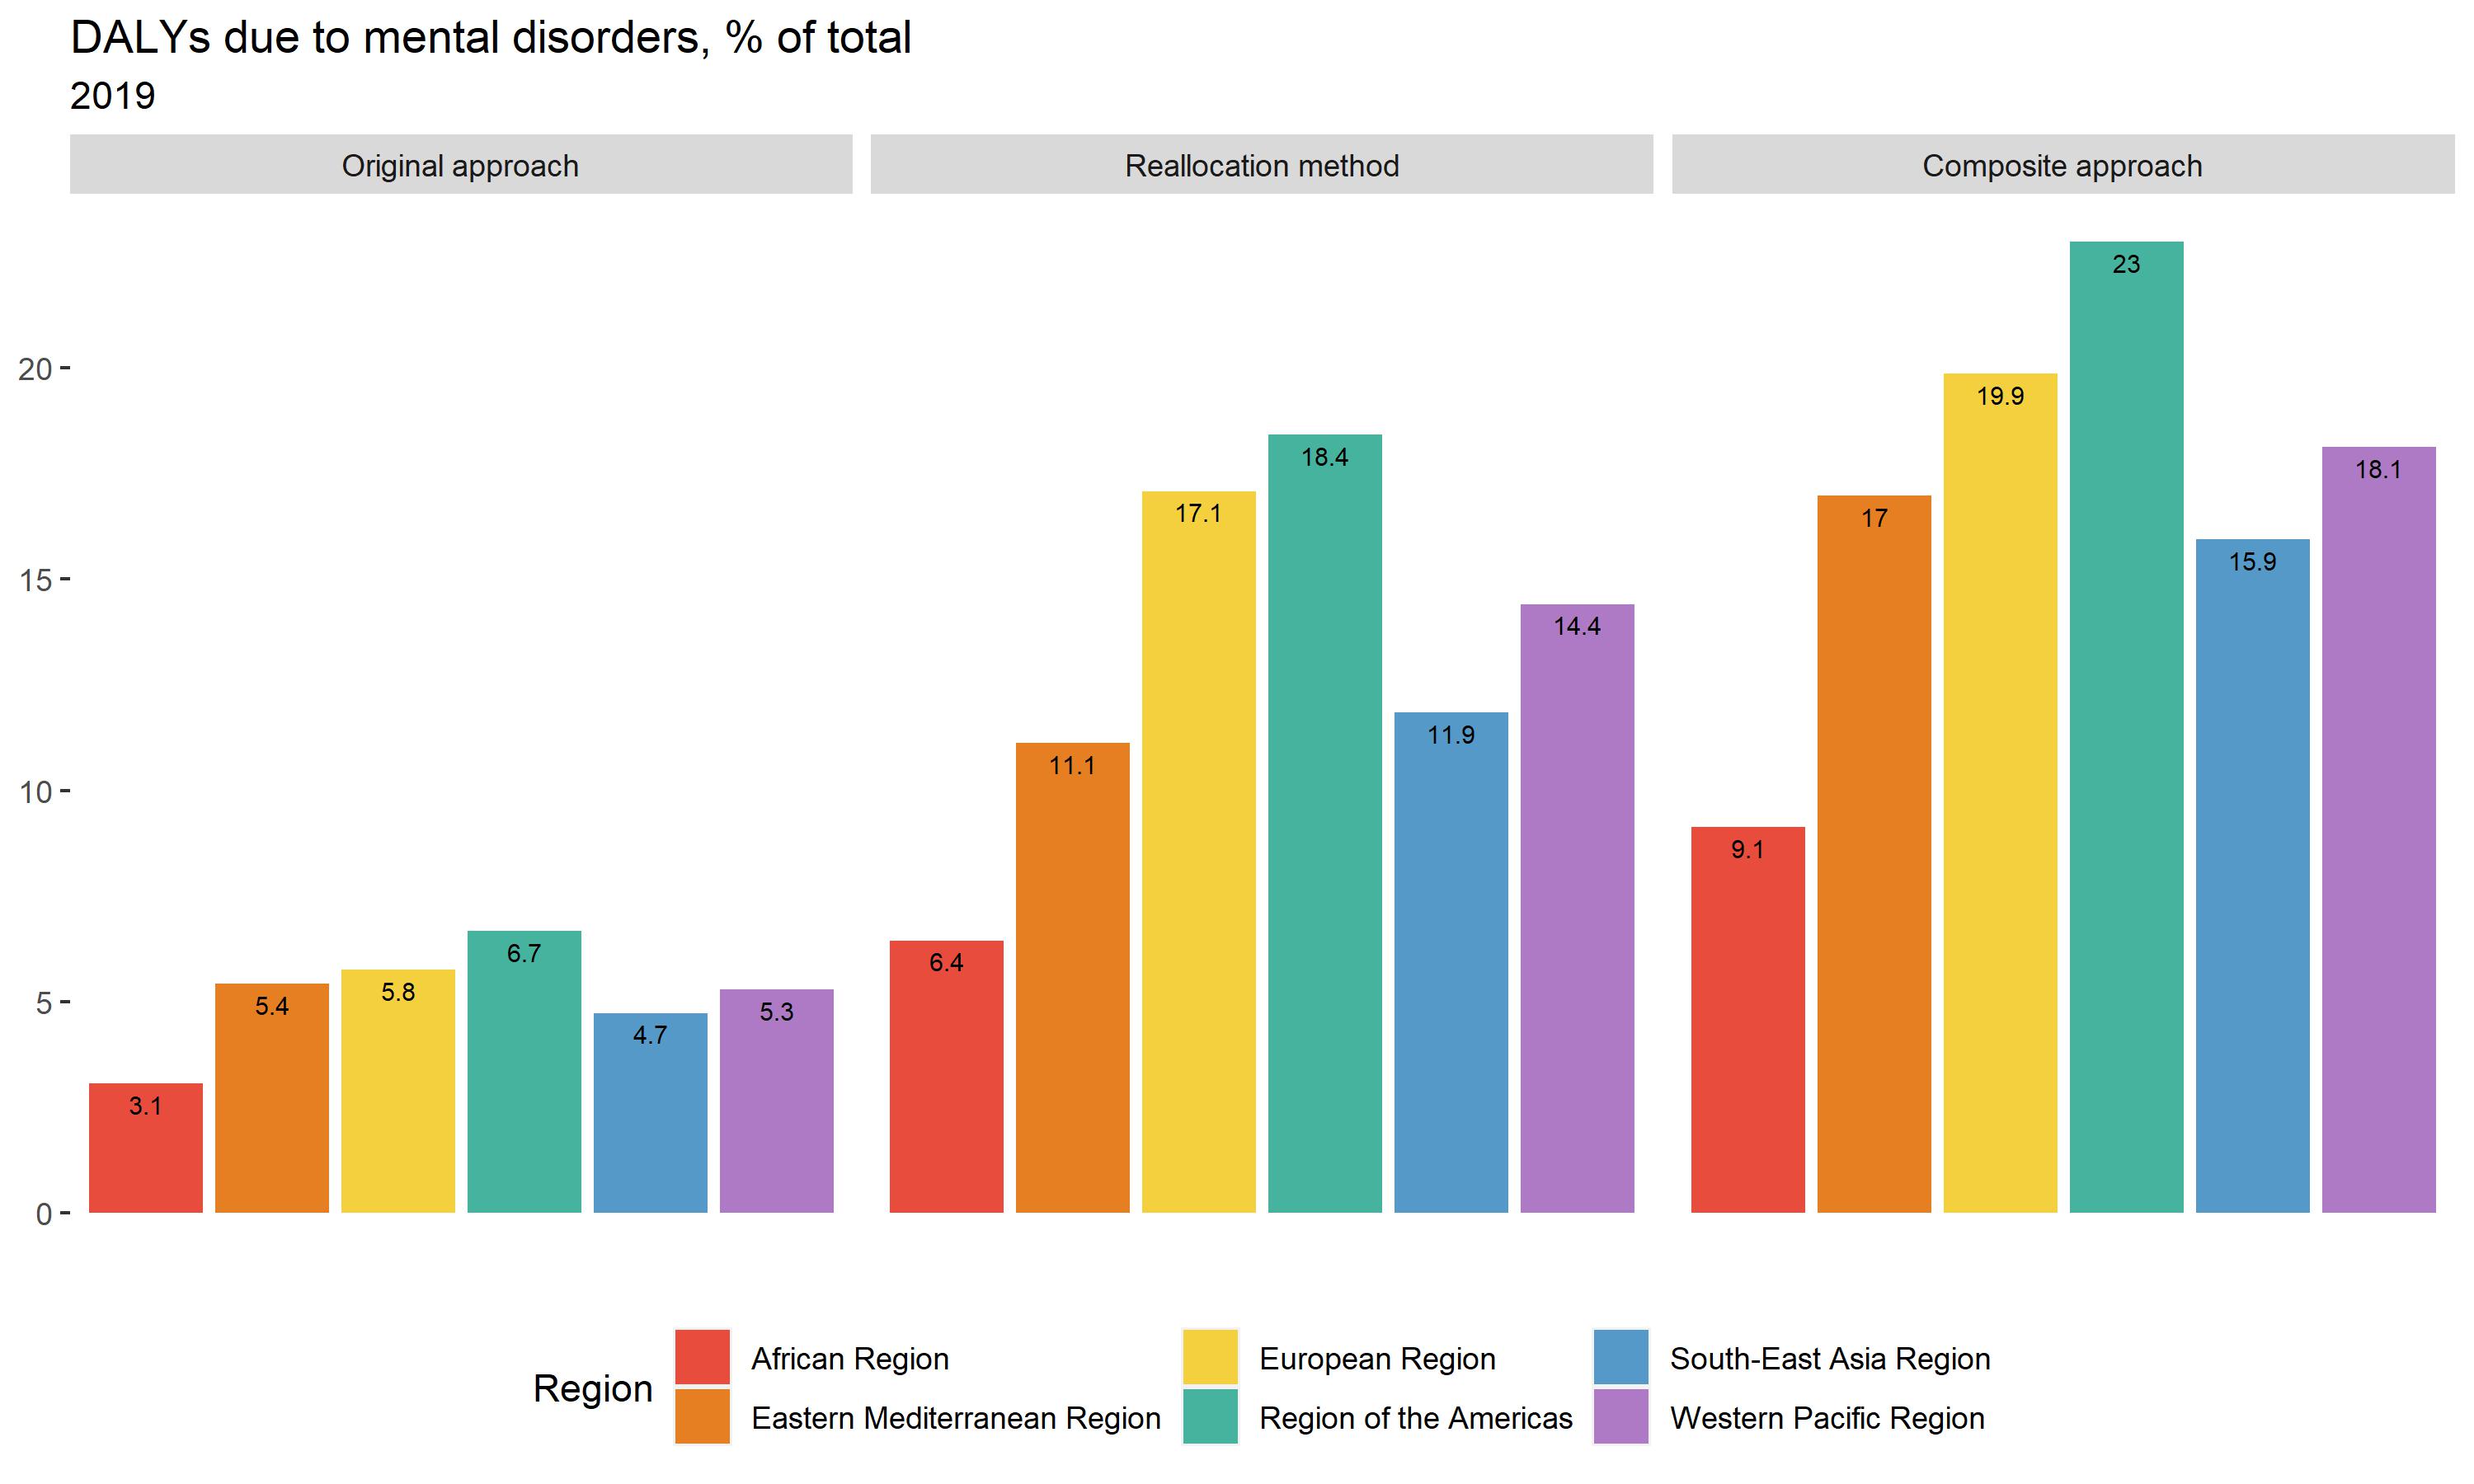 DALYs due to mental disorders, % of total
2019
Original approach
Reallocation method
Composite approach
20
15
10
5
0
3.1
5.4
5.8
6.7
4.7
5.3
6.4
11.1
17.1
18.4
11.9
14.4
9.1
17
19.9
23
15.9
18.1
Region
African Region
Eastern Mediterranean Region
European Region
Region of the Americas
South-East Asia Region
Western Pacific Region